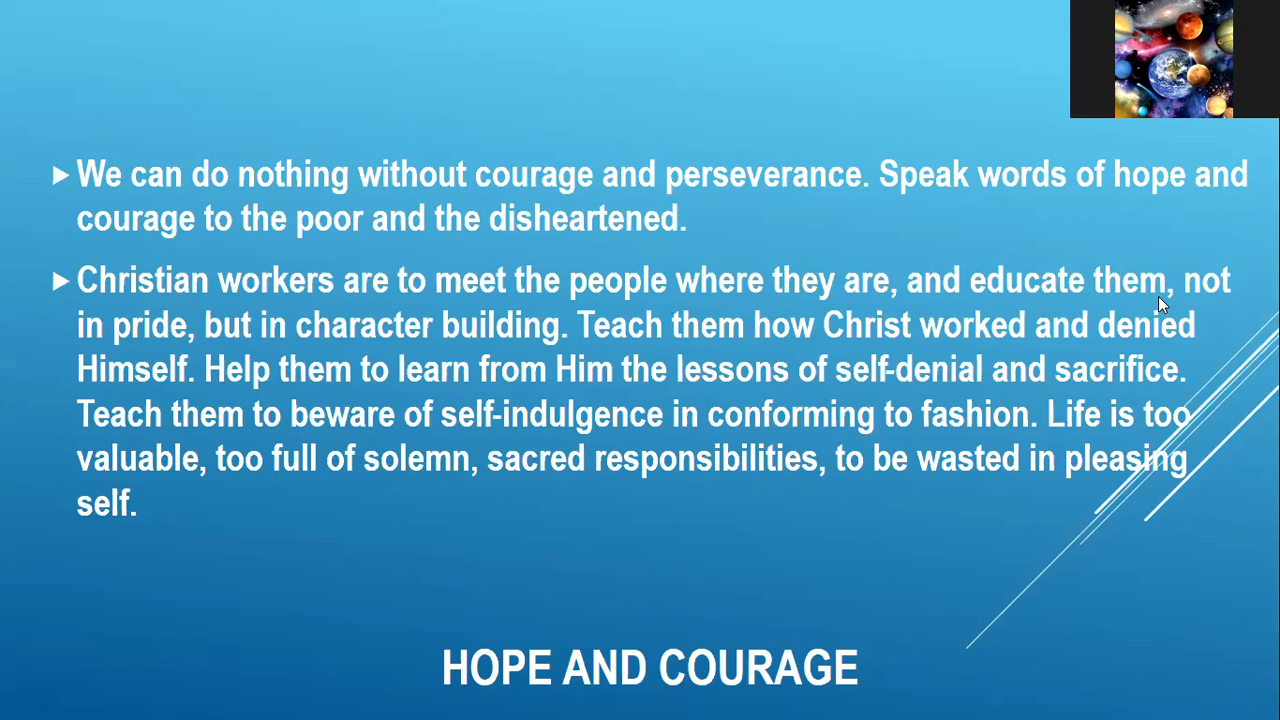 We can do nothing without courage and perseverance. Speak words of hope and
courage to the poor and the disheartened.
Christian workers are to meet the people where they are, and educate them, not
in pride, but in character building. Teach them how Christ worked and denied
Himself. Help them to learn from Him the lessons of self-denial and sacrifice.
Teach them to beware of self-indulgence in conforming to fashion. Life is too
valuable, too full of solemn, sacred responsibilities, to be wasted in pleasing
self.
HOPE AND COURAGE